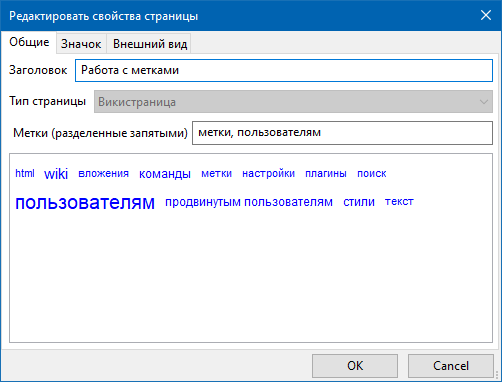 Редактировать свойства страницы
Общие Значок Внешний вид
Заголовок Работа с метками
Тип страницы Викистраница
Метки (разделенные запятыми) метки, пользователям
html wiki вложения команды метки настройки плагины поиск
пользователям продвинутым пользователям стили текст
OK Cancel